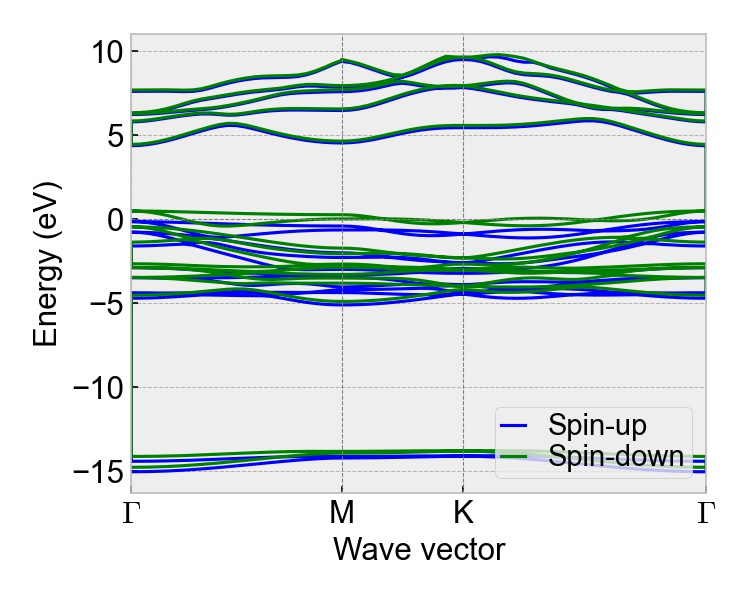 10
5
0
−5
−10
−15
Energy (eV)
Spin-up
Spin-down
Γ M K Γ
Wave vector